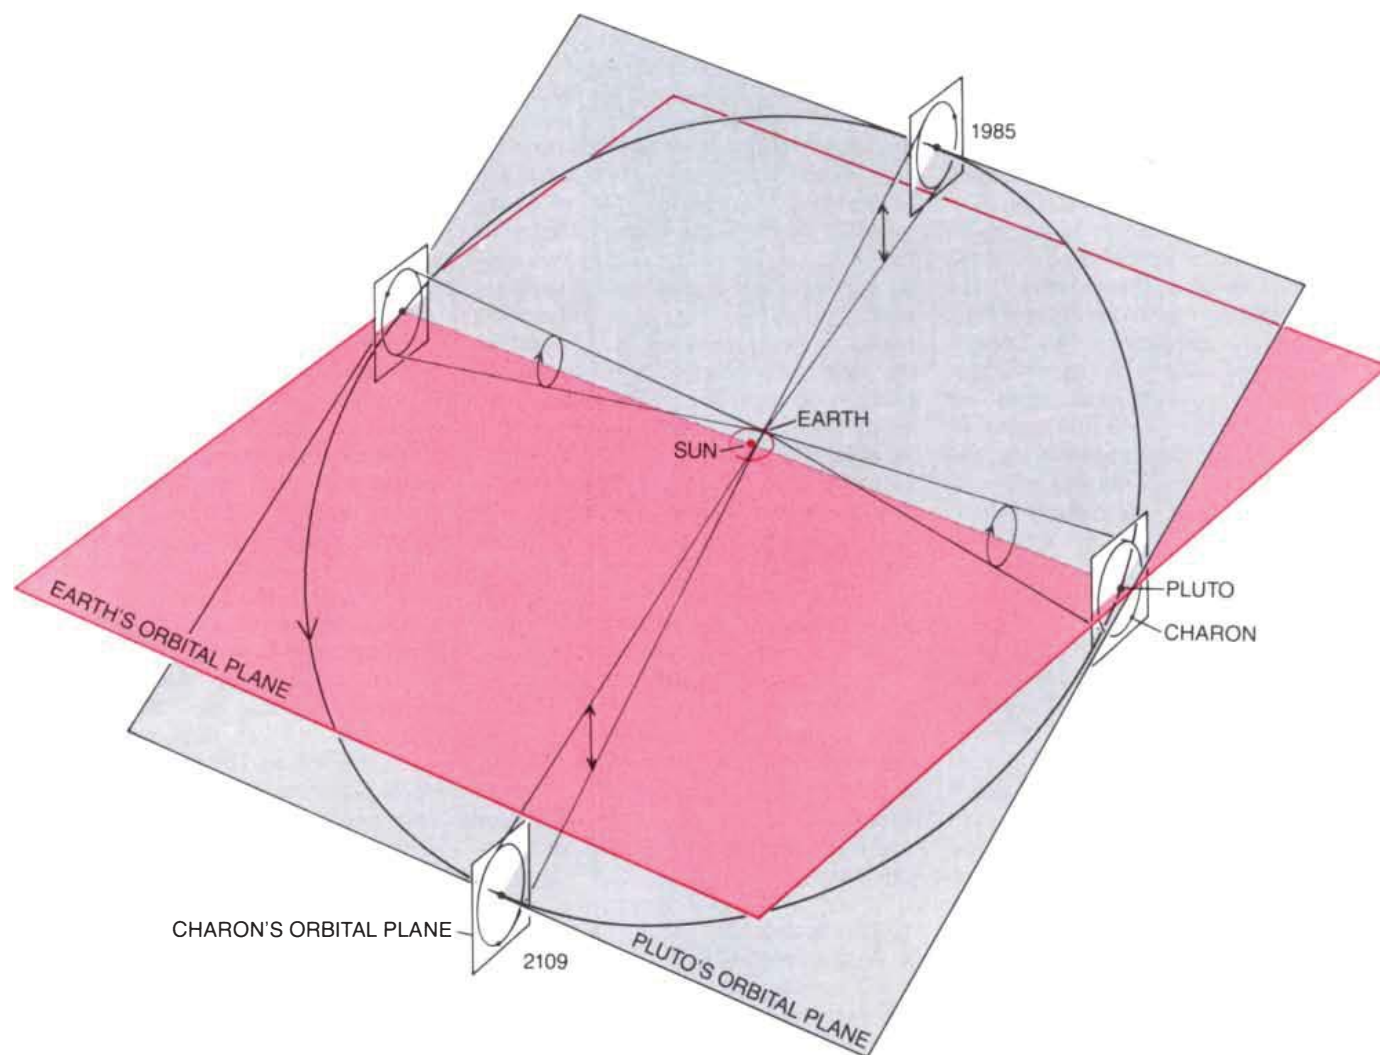 1985
EARTH
SUN
PLUTO
CHARON
EARTH'S ORBITAL PLANE
CHARON'S ORBITAL PLANE
2109
PLUTO'S ORBITAL PLANE